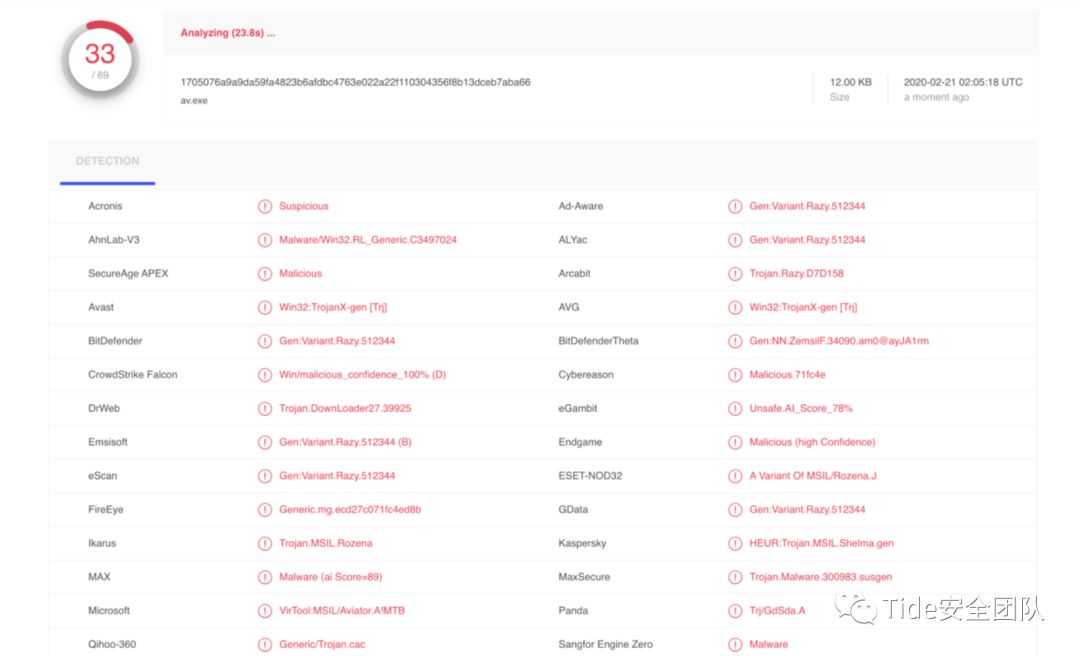 33
/ 69
Analyzing (23.8s) ...
1705076a9a9da59fa4823b6afdbc4763e022a22f110304356f8b13dceb7aba66
av.exe
12.00 KB
Size
2020-02-21 02:05:18 UTC
a moment ago
DETECTION
Acronis Suspicious Ad-Aware Gen:Variant.Razy.512344
AhnLab-V3 Malware/Win32.RL_Generic.C3497024 ALYac Gen:Variant.Razy.512344
SecureAge APEX Malicious Arcabit Trojan.Razy.D7D158
Avast Win32:TrojanX-gen [Trj] AVG Win32:TrojanX-gen [Trj]
BitDefender Gen:Variant.Razy.512344 BitDefenderTheta Gen:NN.ZemsilF.34090.am0@ayJA1rm
CrowdStrike Falcon Win/malicious_confidence_100% (D) Cybereason Malicious.71fc4e
DrWeb Trojan.DownLoader27.39925 eGambit Unsafe.AI_Score_78%
Emsisoft Gen:Variant.Razy.512344 (B) Endgame Malicious (high Confidence)
eScan Gen:Variant.Razy.512344 ESET-NOD32 A Variant Of MSIL/Rozena.J
FireEye Generic.mg.ecd27c071fc4ed8b GData Gen:Variant.Razy.512344
Ikarus Trojan.MSIL.Rozena Kaspersky HEUR:Trojan.MSIL.Shelma.gen
MAX Malware (ai Score=89) MaxSecure Trojan.Malware.300983.susgen
Microsoft VirTool:MSIL/Aviator.A!MTB Panda Trj/GdSda.A
Tide安全团队
Qihoo-360 Generic/Trojan.cac Sangfor Engine Zero Malware